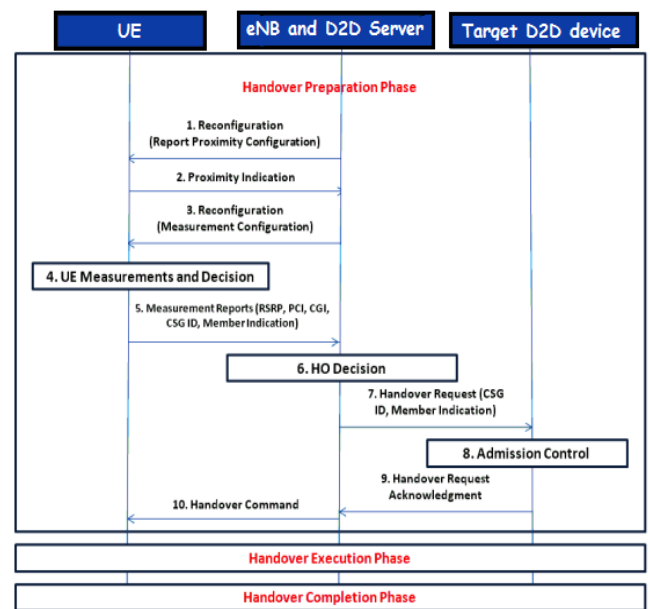 UE
eNB and D2D Server
Target D2D device
Handover Preparation Phase
1. Reconfiguration
(Report Proximity Configuration)
2. Proximity Indication
3. Reconfiguration
(Measurement Configuration)
4. UE Measurements and Decision
5. Measurement Reports (RSRP, PCI, CGI,
CSG ID, Member Indication)
6. HO Decision
7. Handover Request (CSG
ID, Member Indication)
8. Admission Control
9. Handover Request
Acknowledgment
10. Handover Command
Handover Execution Phase
Handover Completion Phase